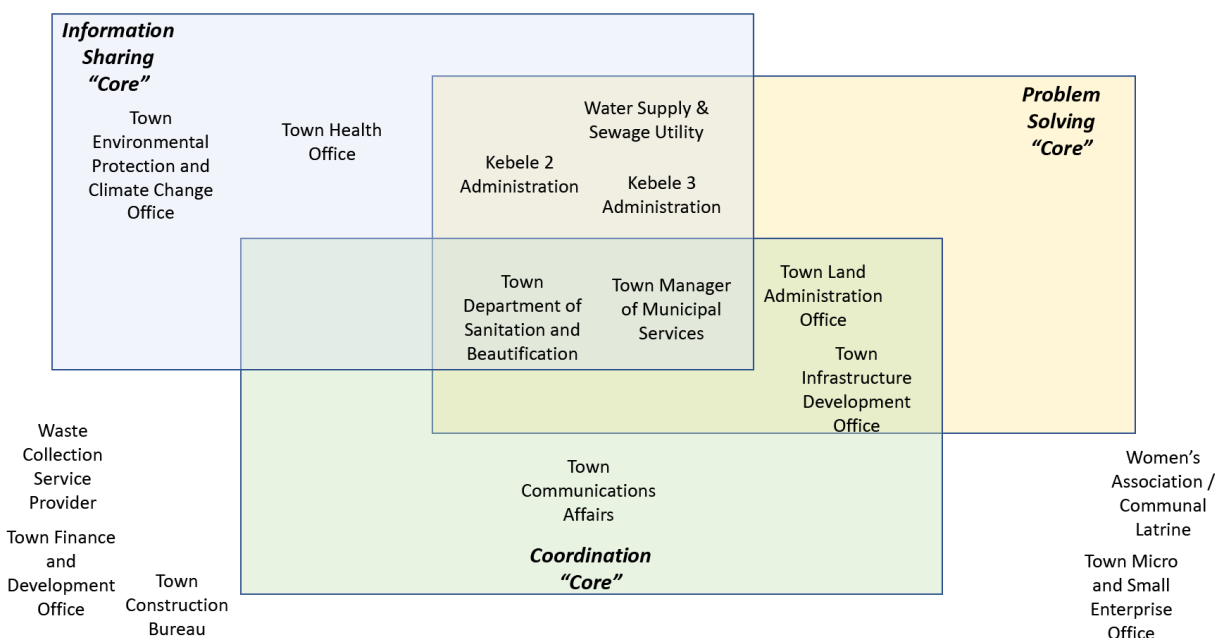 Information
Sharing
“Core”
Town
Environmental
Protection and
Climate Change
Office
Town Health
Office
Water Supply &
Sewage Utility
Kebele 2
Administration
Kebele 3
Administration
Problem
Solving
“Core”
Town
Department of
Sanitation and
Beautification
Town Manager
of Municipal
Services
Town Land
Administration
Office
Town
Infrastructure
Development
Office
Waste
Collection
Service
Provider
Town Finance
and
Development
Office
Town
Construction
Bureau
Town
Communications
Affairs
Coordination
“Core”
Women’s
Association /
Communal
Latrine
Town Micro
and Small
Enterprise
Office